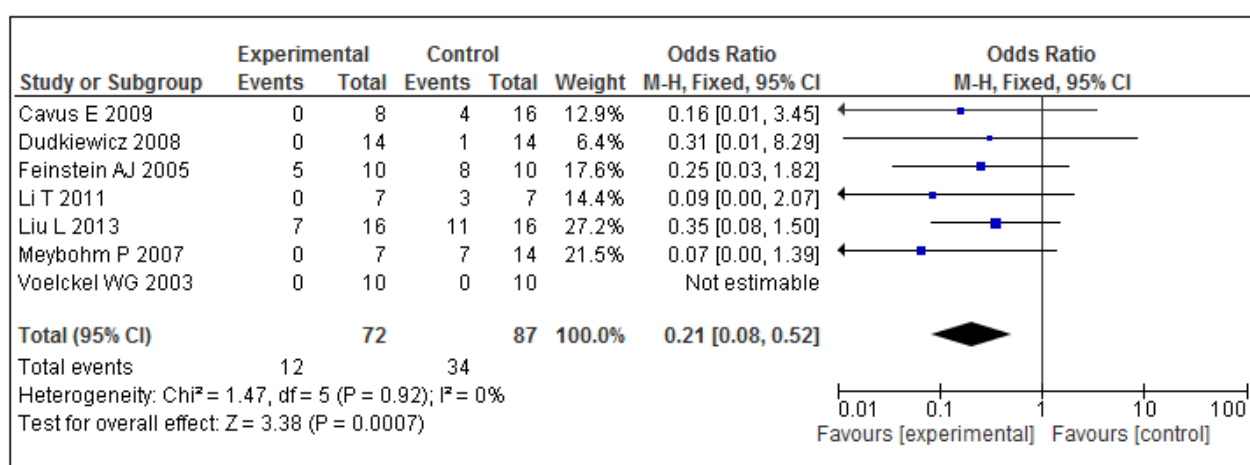 Experimental Control Odds Ratio Odds Ratio
Study or Subgroup Events Total Events Total Weight M-H, Fixed, 95% CI M-H, Fixed, 95% CI
Cavus E 2009 0 8 4 16 12.9% 0.16 [0.01, 3.45]
Dudkiewicz 2008 0 14 1 14 6.4% 0.31 [0.01, 8.29]
Feinstein AJ 2005 5 10 8 10 17.6% 0.25 [0.03, 1.82]
Li T 2011 0 7 3 7 14.4% 0.09 [0.00, 2.07]
Liu L 2013 7 16 11 16 27.2% 0.35 [0.08, 1.50]
Meybohm P 2007 0 7 7 14 21.5% 0.07 [0.00, 1.39]
Voelckel WG 2003 0 10 0 10 Not estimable
Total (95% CI) 72 87 100.0% 0.21 [0.08, 0.52]
Total events 12 34
Heterogeneity: Chi² = 1.47, df = 5 (P = 0.92); I² = 0%
Test for overall effect: Z = 3.38 (P = 0.0007)
0.01 0.1 1 10 100
Favours [experimental] Favours [control]